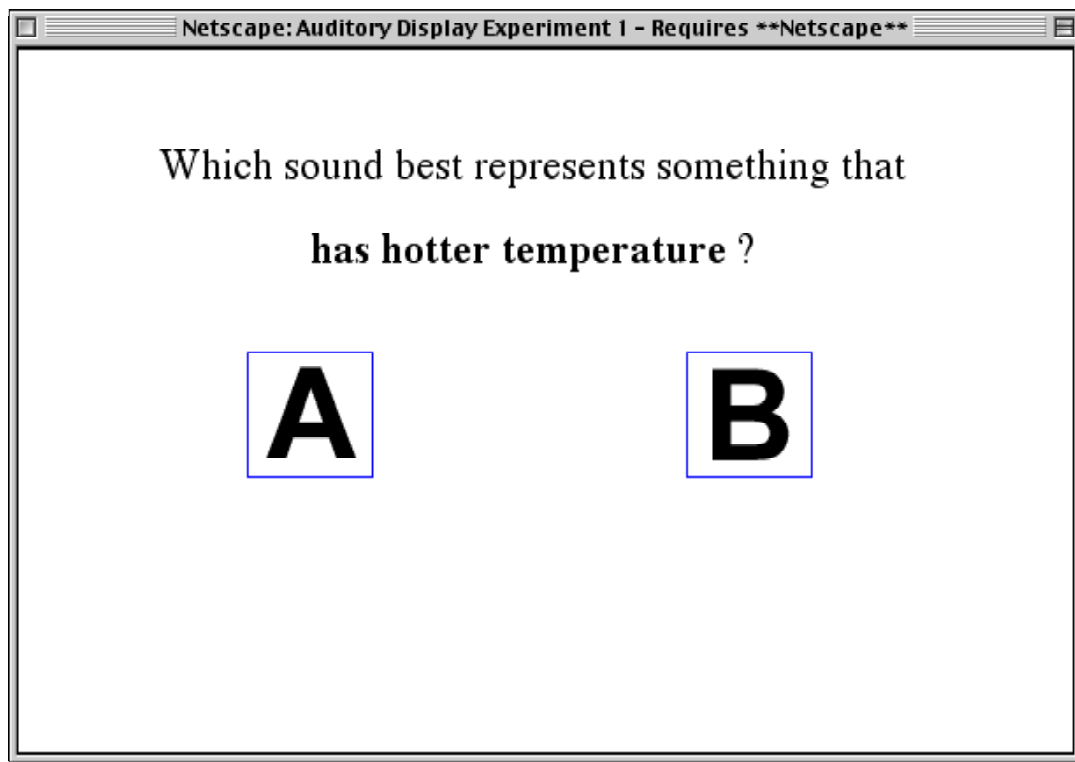 Netscape: Auditory Display Experiment 1 - Requires **Netscape**
Which sound best represents something that
has hotter temperature ?
A B